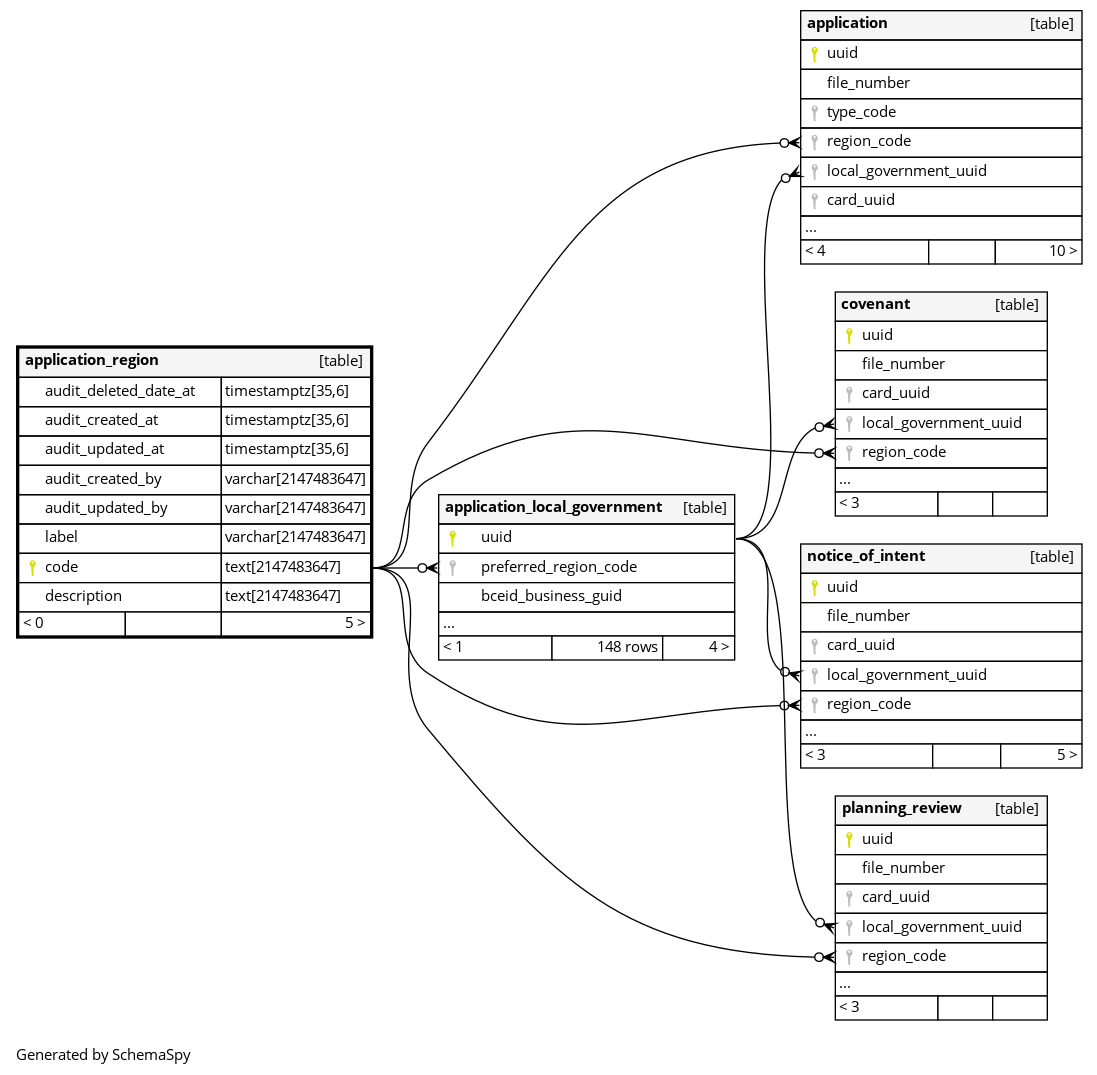 application [table]
uuid
file_number
type_code
region_code
local_government_uuid
card_uuid
...
< 4 10 >
covenant [table]
uuid
file_number
card_uuid
local_government_uuid
region_code
...
< 3
application_region [table]
audit_deleted_date_at timestamptz[35,6]
audit_created_at timestamptz[35,6]
audit_updated_at timestamptz[35,6]
audit_created_by varchar[2147483647]
audit_updated_by varchar[2147483647]
label varchar[2147483647]
code text[2147483647]
description text[2147483647]
< 0 5 >
application_local_government [table]
uuid
preferred_region_code
bceid_business_guid
...
< 1 148 rows 4 >
notice_of_intent [table]
uuid
file_number
card_uuid
local_government_uuid
region_code
...
< 3 5 >
planning_review [table]
uuid
file_number
card_uuid
local_government_uuid
region_code
...
< 3
Generated by SchemaSpy